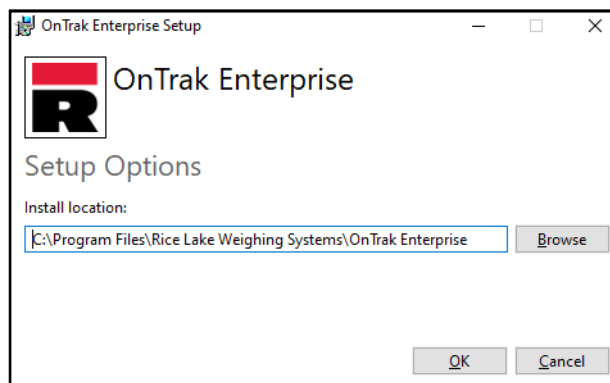 OnTrak Enterprise Setup
R
OnTrak Enterprise
Setup Options
Install location:
C:\Program Files\Rice Lake Weighing Systems\OnTrak Enterprise
Browse
OK
Cancel